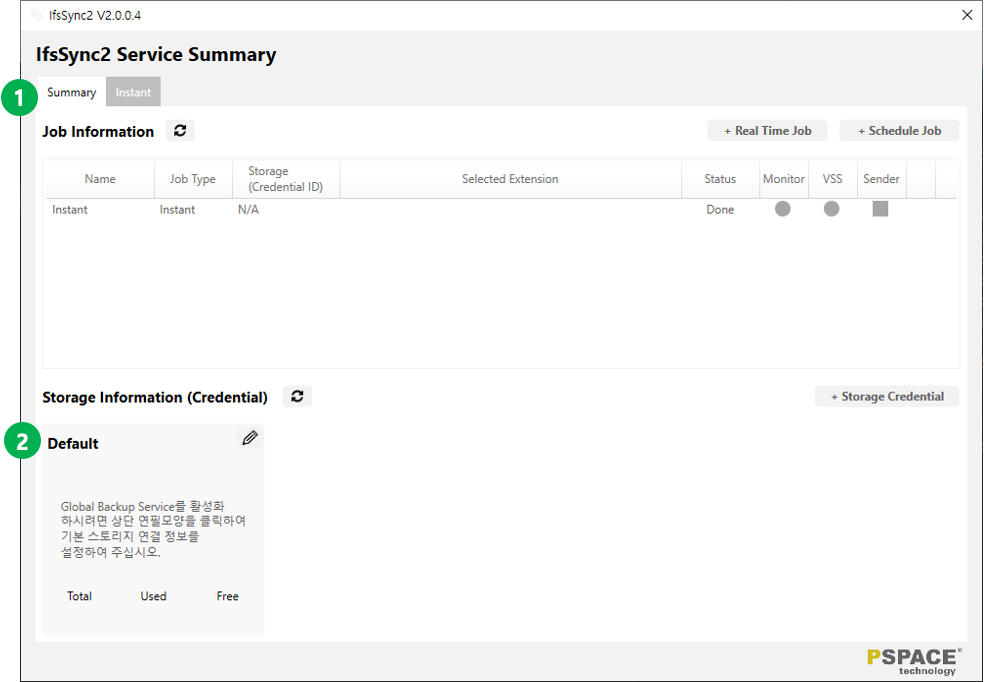 IfsSync2 V2.0.0.4
IfsSync2 Service Summary
1
Summary Instant
Job Information + Real Time Job + Schedule Job
Name Job Type Storage (Credential ID) Selected Extension Status Monitor VSS Sender
Instant Instant N/A Done
Storage Information (Credential) + Storage Credential
2
Default
Global Backup Service를 활성화
하시려면 상단 연필모양을 클릭하여
기본 스토리지 연결 정보를
설정하여 주십시오.
Total Used Free
PSPACE®
technology